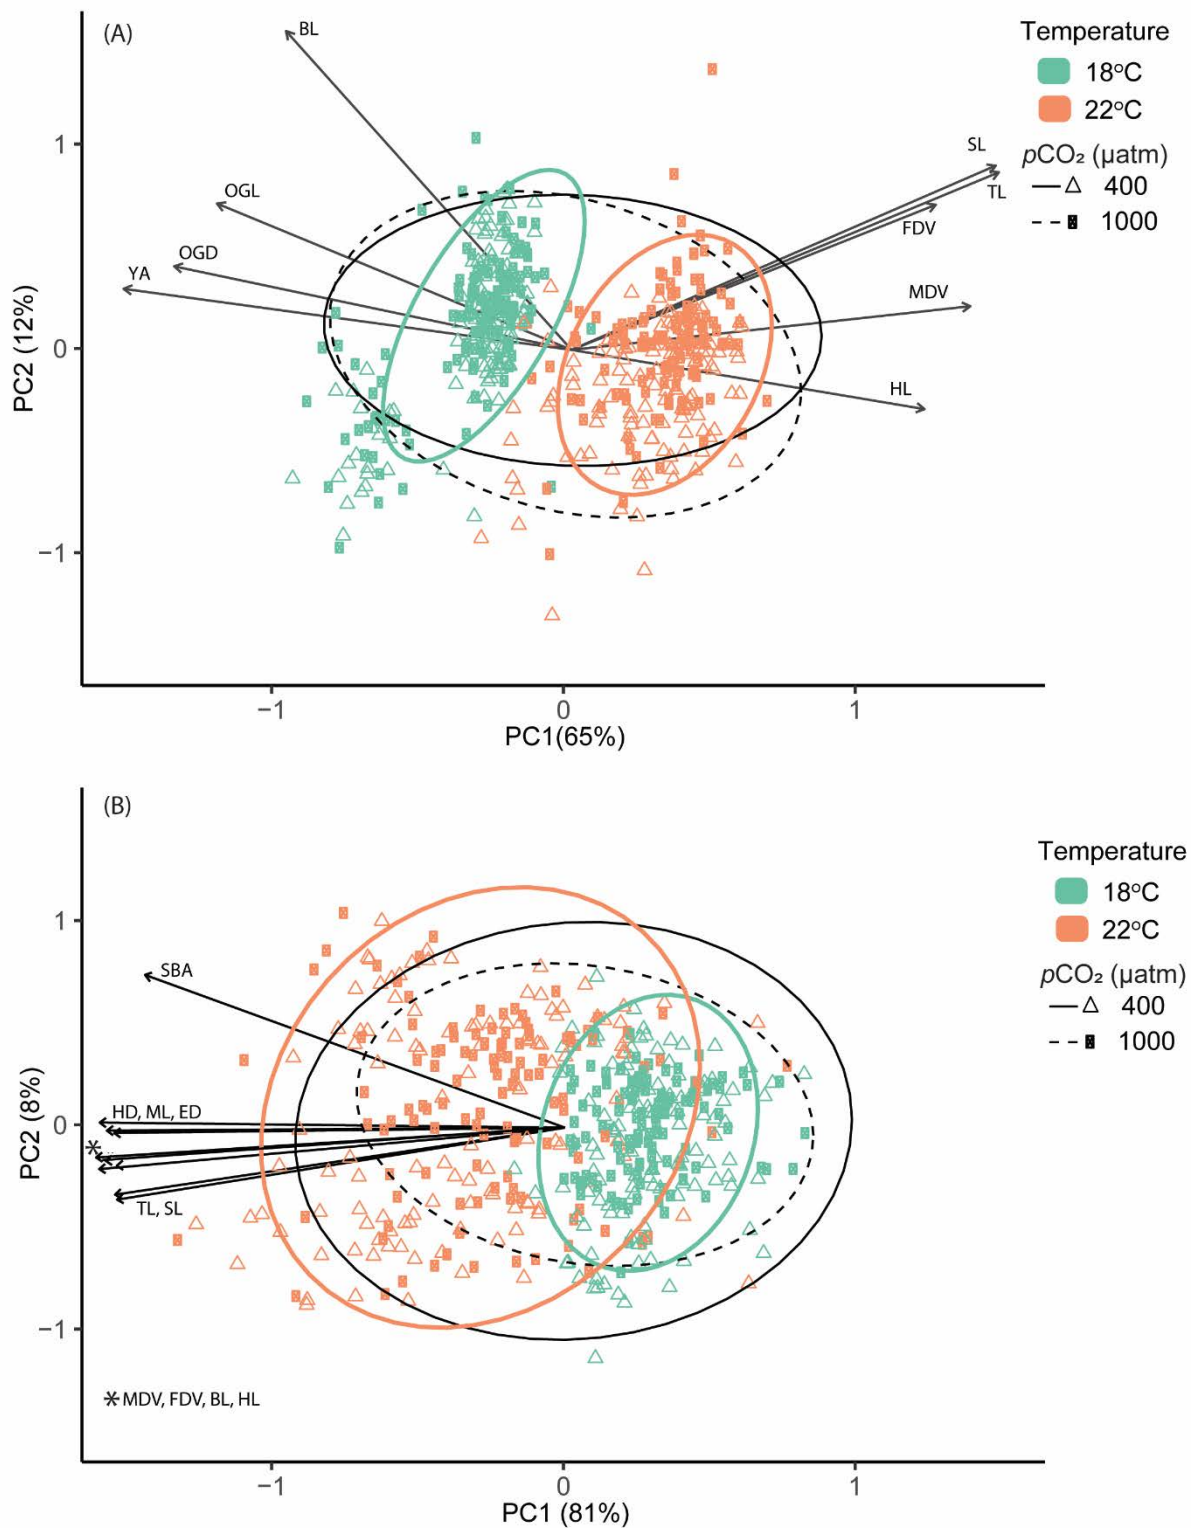 (A)
BL
Temperature
18°C
22°C
pCO₂ (µatm)
400
1000
SL
TL
FDV
MDV
HL
OGL
OGD
YA
1
0
−1
PC2 (12%)
−1
0
1
PC1(65%)
(B)
Temperature
18°C
22°C
pCO₂ (µatm)
400
1000
SBA
HD, ML, ED
*
TL, SL
*MDV, FDV, BL, HL
1
0
−1
PC2 (8%)
−1
0
1
PC1 (81%)